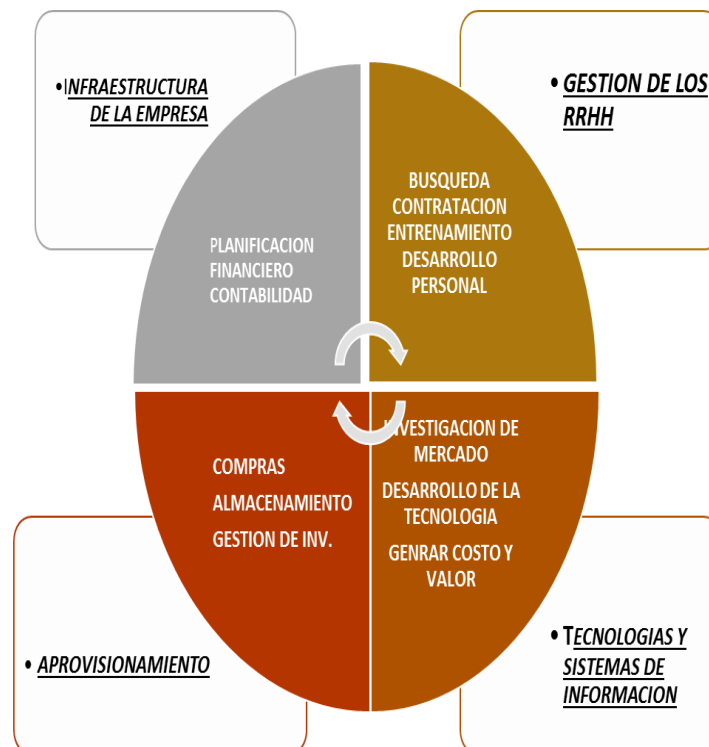 •INFRAESTRUCTURA
DE LA EMPRESA
• GESTION DE LOS
RRHH
PLANIFICACION
FINANCIERO
CONTABILIDAD
BUSQUEDA
CONTRATACION
ENTRENAMIENTO
DESARROLLO
PERSONAL
COMPRAS
ALMACENAMIENTO
GESTION DE INV.
INVESTIGACION DE
MERCADO
DESARROLLO DE LA
TECNOLOGIA
GENRAR COSTO Y
VALOR
• APROVISIONAMIENTO
• TECNOLOGIAS Y
SISTEMAS DE
INFORMACION